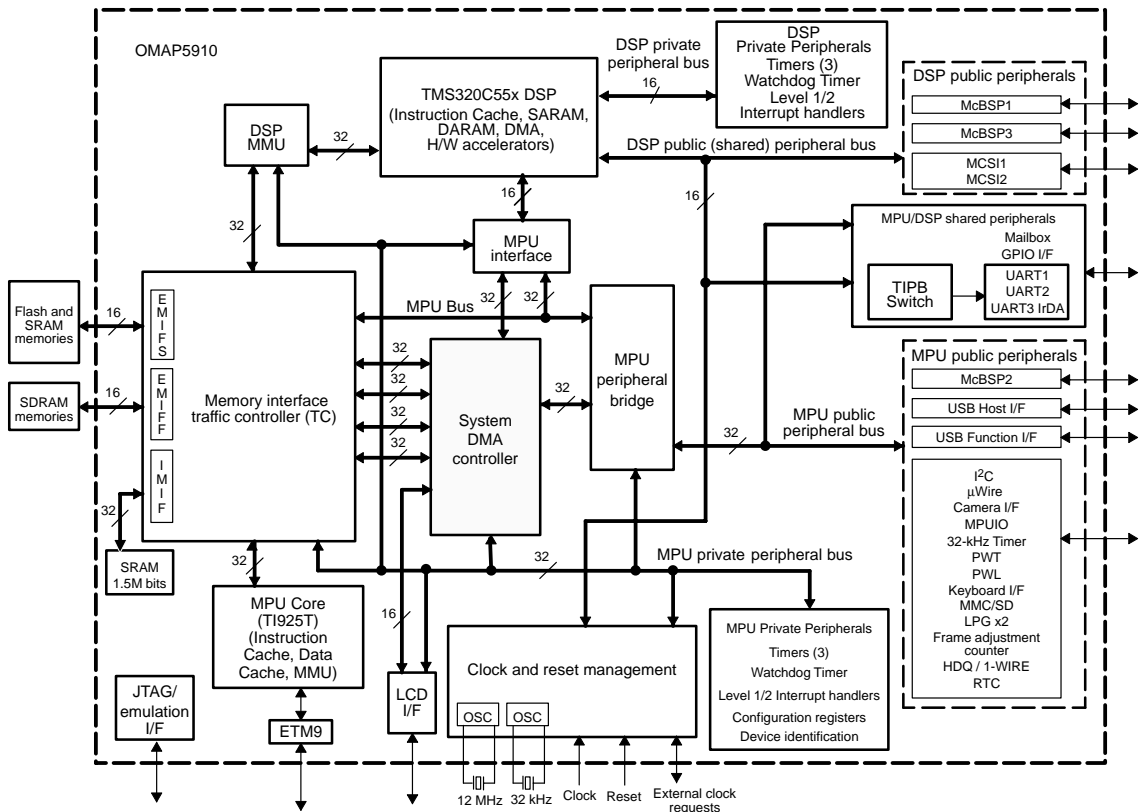 OMAP5910
DSP
MMU
32
TMS320C55x DSP
(Instruction Cache, SARAM,
DARAM, DMA,
H/W accelerators)
DSP private
peripheral bus
16
DSP
Private Peripherals
Timers (3)
Watchdog Timer
Level 1/2
Interrupt handlers
DSP public (shared) peripheral bus
16
DSP public peripherals
McBSP1
McBSP3
MCSI1
MCSI2
32
16
MPU
interface
32
32
MPU/DSP shared peripherals
Mailbox
GPIO I/F
TIPB
Switch
UART1
UART2
UART3 IrDA
Flash and
SRAM
memories
16
SDRAM
memories
16
E
M
I
F
S
E
M
I
F
F
I
M
I
F
Memory interface
traffic controller (TC)
MPU Bus
32
32
32
32
System
DMA
controller
32
MPU
peripheral
bridge
32
MPU public
peripheral bus
MPU public peripherals
McBSP2
USB Host I/F
USB Function I/F
I2C
µWire
Camera I/F
MPUIO
32-kHz Timer
PWT
PWL
Keyboard I/F
MMC/SD
LPG x2
Frame adjustment
counter
HDQ / 1-WIRE
RTC
32
SRAM
1.5M bits
32
MPU Core
(TI925T)
(Instruction
Cache, Data
Cache, MMU)
32
MPU private peripheral bus
16
LCD
I/F
JTAG/
emulation
I/F
ETM9
Clock and reset management
OSC
OSC
12 MHz
32 kHz
Clock
Reset
External clock
requests
MPU Private Peripherals
Timers (3)
Watchdog Timer
Level 1/2 Interrupt handlers
Configuration registers
Device identification